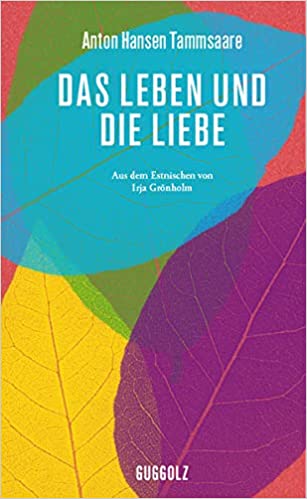 Anton Hansen Tammsaare
DAS LEBEN UND
DIE LIEBE
Aus dem Estnischen von
Irja Grönholm
GUGGOLZ